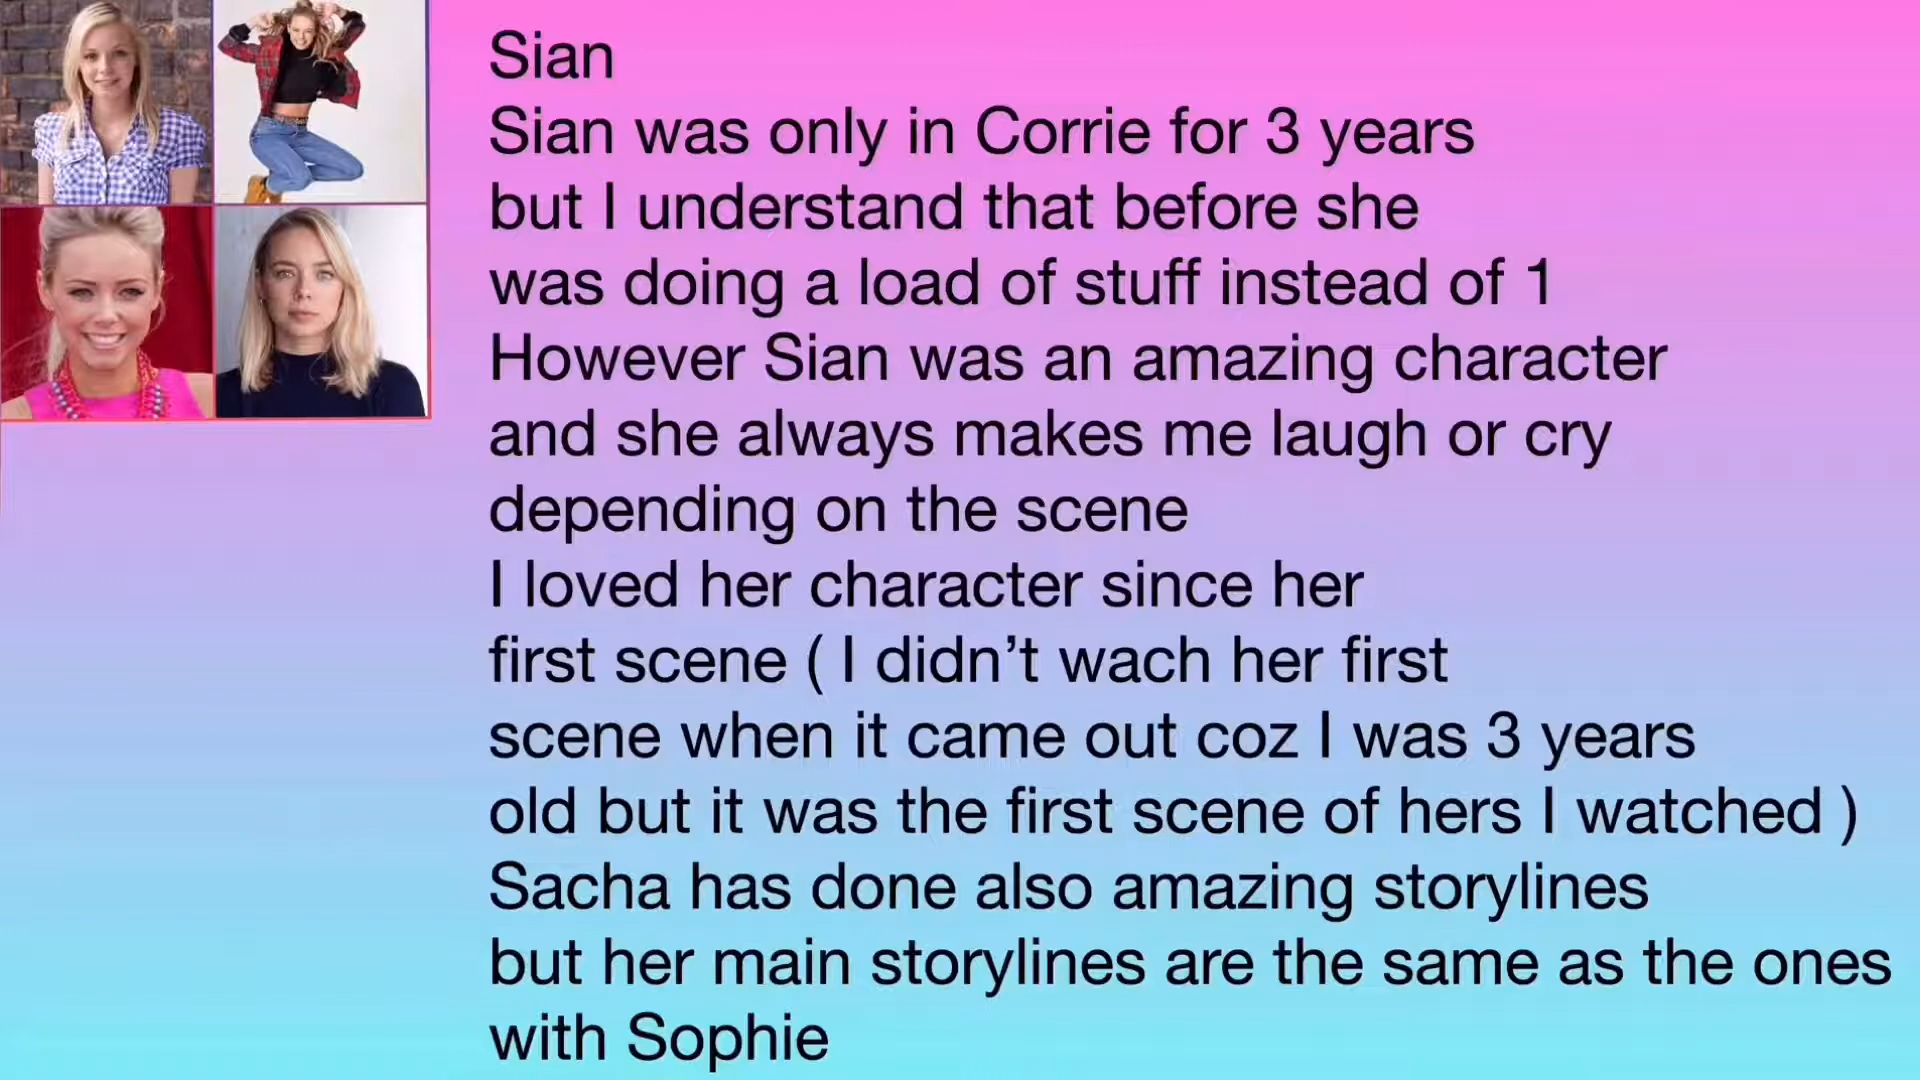 Sian
Sian was only in Corrie for 3 years
but I understand that before she
was doing a load of stuff instead of 1
However Sian was an amazing character
and she always makes me laugh or cry
depending on the scene
I loved her character since her
first scene ( I didn’t wach her first
scene when it came out coz I was 3 years
old but it was the first scene of hers I watched )
Sacha has done also amazing storylines
but her main storylines are the same as the ones
with Sophie